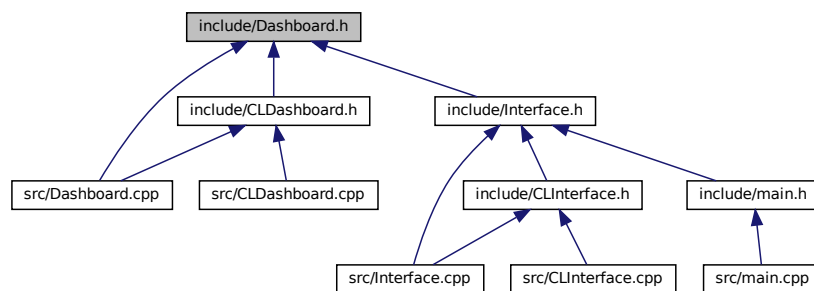 include/Dashboard.h
include/CLDashboard.h
include/Interface.h
src/Dashboard.cpp
src/CLDashboard.cpp
include/CLInterface.h
include/main.h
src/Interface.cpp
src/CLInterface.cpp
src/main.cpp